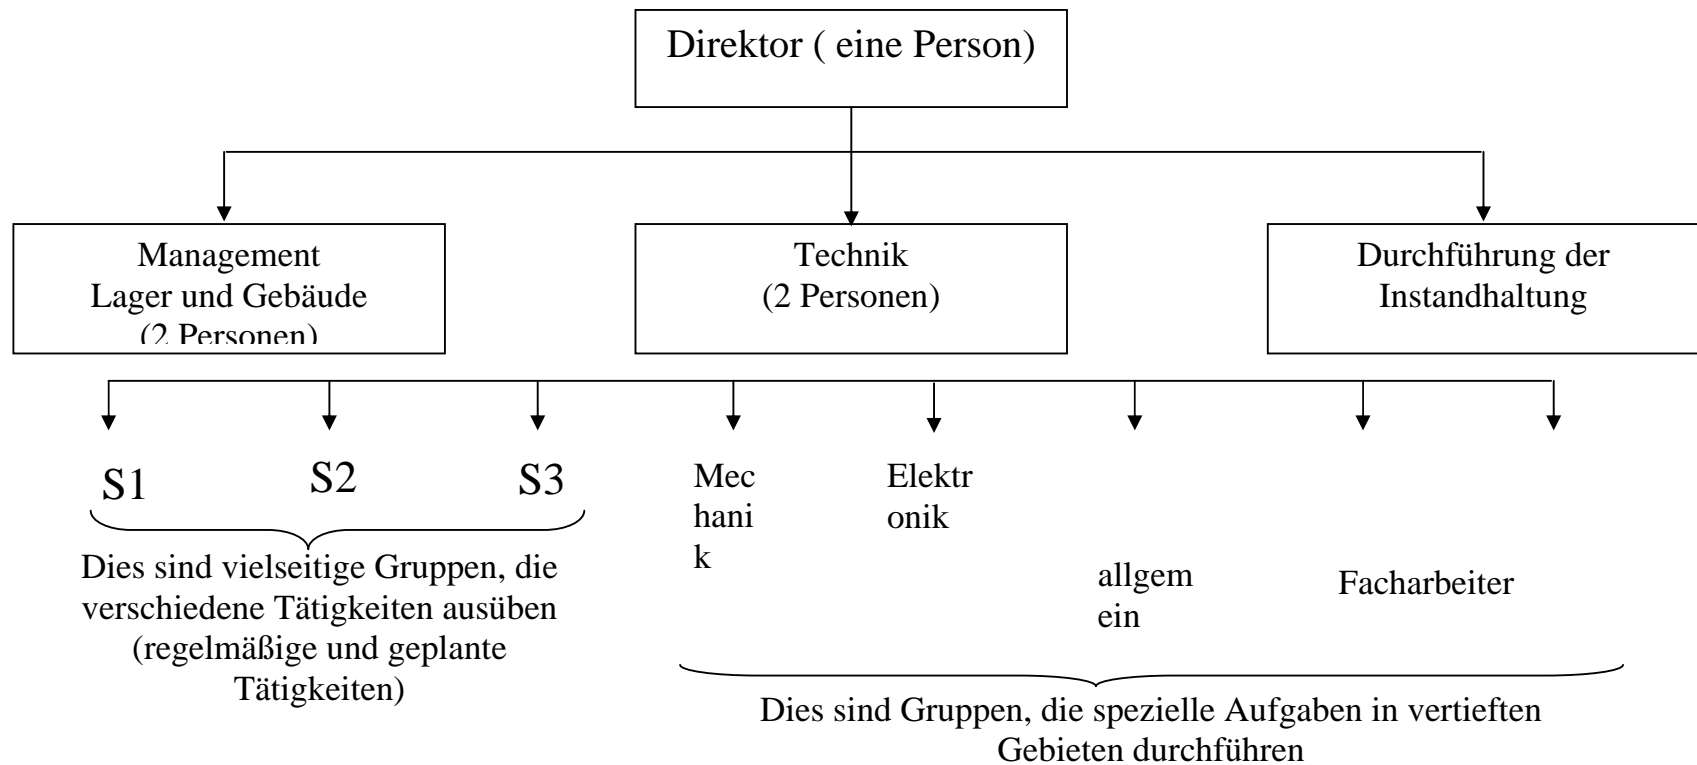 Direktor ( eine Person)
Management
Lager und Gebäude
(2 Personen)
Technik
(2 Personen)
Durchführung der
Instandhaltung
S1
S2
S3
Mec
hani
k
Elektr
onik
allgem
ein
Facharbeiter
Dies sind vielseitige Gruppen, die
verschiedene Tätigkeiten ausüben
(regelmäßige und geplante
Tätigkeiten)
Dies sind Gruppen, die spezielle Aufgaben in vertieften
Gebieten durchführen